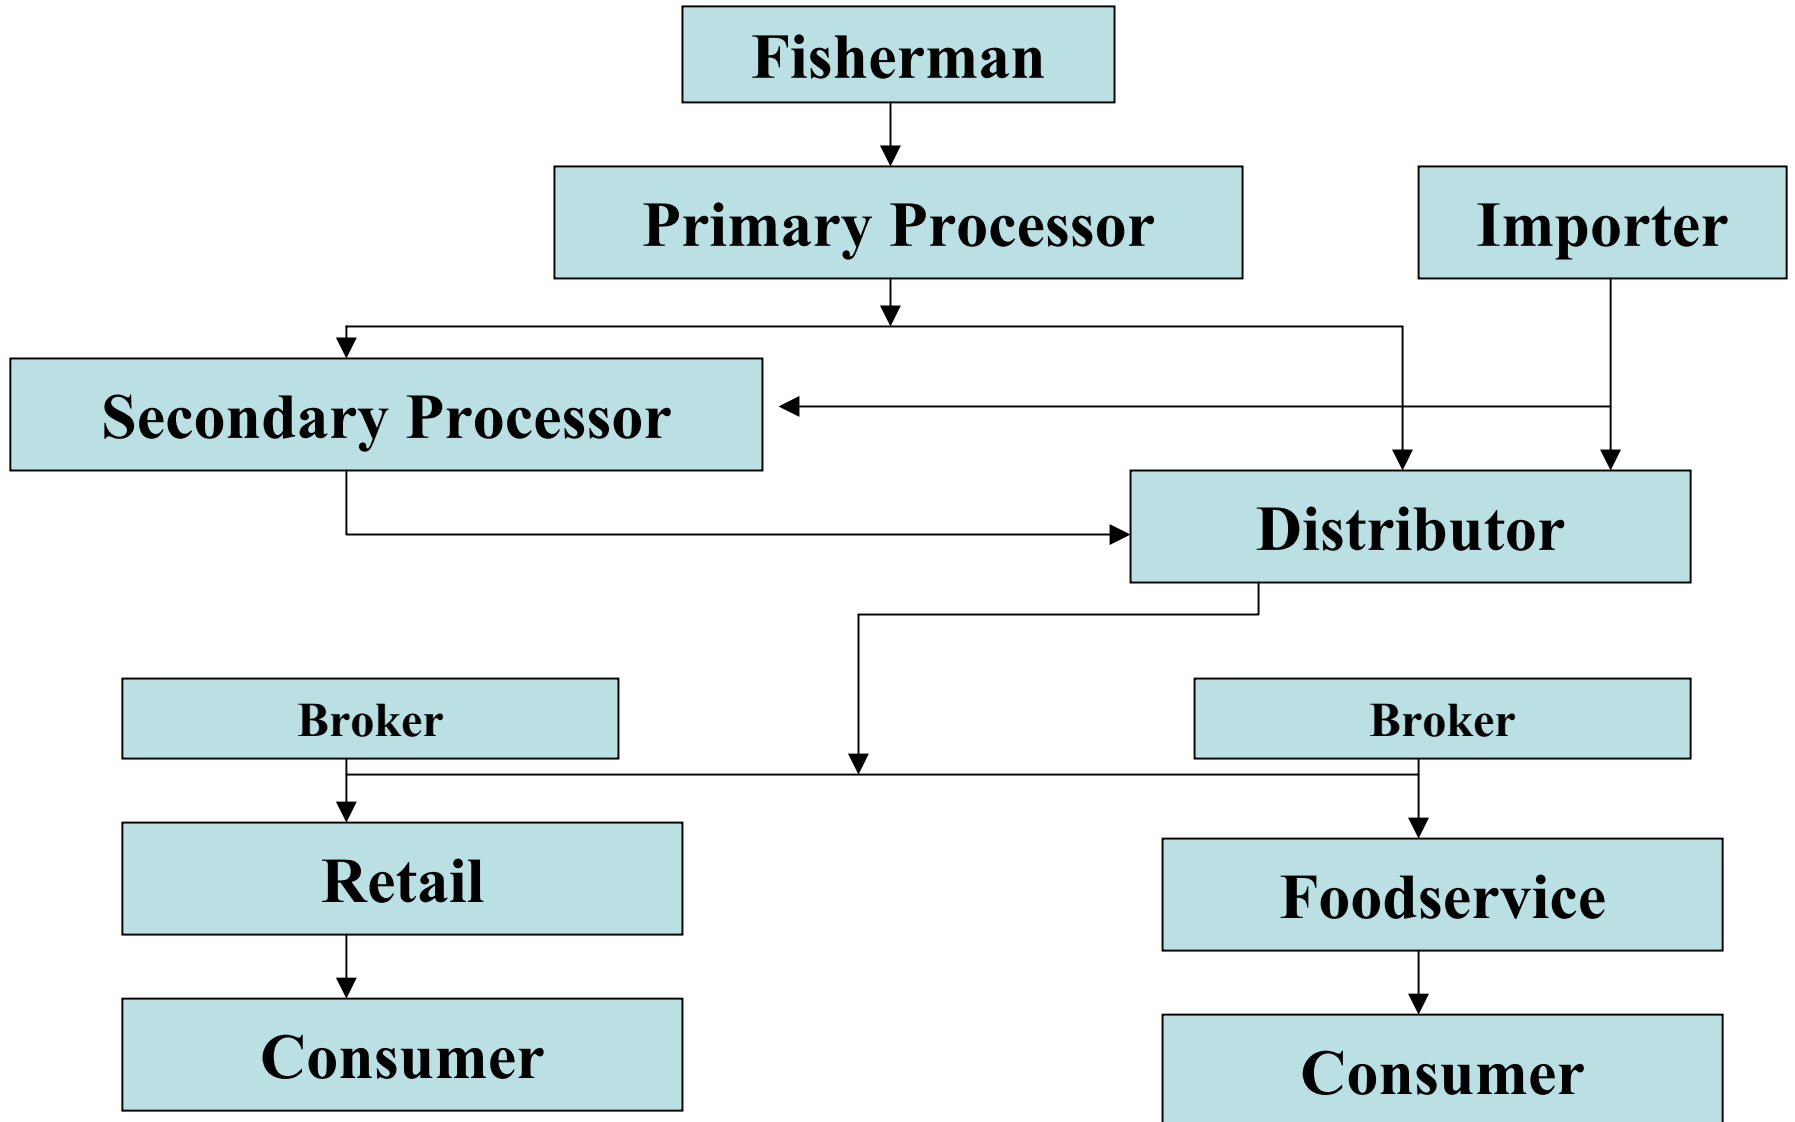 Fisherman
Primary Processor
Importer
Secondary Processor
Distributor
Broker
Broker
Retail
Foodservice
Consumer
Consumer